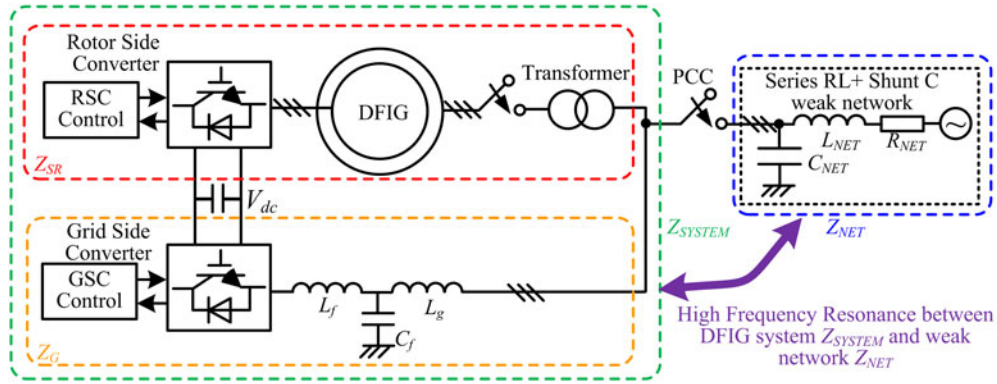 Rotor Side
Converter
RSC
Control
DFIG
Transformer
PCC
Series RL+ Shunt C
weak network
L_NET
R_NET
C_NET
Z_SR
V_dc
Z_SYSTEM
Z_NET
Grid Side
Converter
GSC
Control
L_f
L_g
C_f
Z_G
High Frequency Resonance between
DFIG system Z_SYSTEM and weak
network Z_NET